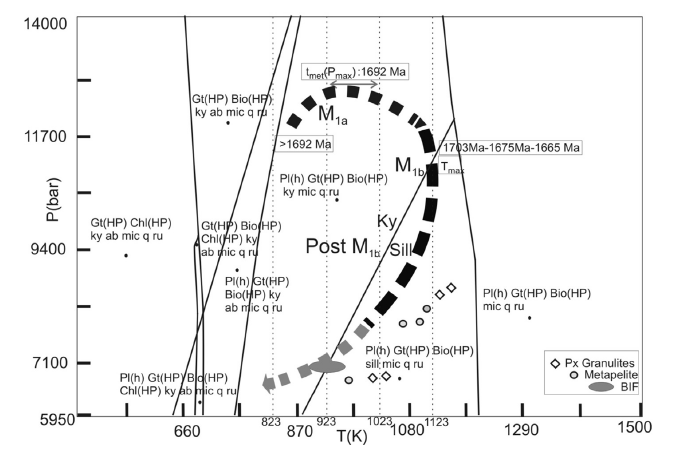 14000
t_met(P_max):1692 Ma
Gt(HP) Bio(HP)
ky ab mic q ru
M_1a
11700
>1692 Ma
1703Ma-1675Ma-1665 Ma
M_1b
T_max
Pl(h) Gt(HP) Bio(HP)
ky mic q ru
P(bar)
Gt(HP) Chl(HP)
ky ab mic q ru
Gt(HP) Bio(HP)
Chl(HP) ky
ab mic q ru
Ky
Post M_1b
Sill
9400
Pl(h) Gt(HP)
Bio(HP) ky
ab mic q ru
Pl(h) Gt(HP) Bio(HP)
mic q ru
Pl(h) Gt(HP) Bio(HP)
sill mic q ru
7100
Px Granulites
Metapelite
BIF
Pl(h) Gt(HP) Bio(HP)
Chl(HP) ky ab mic q ru
5950
660 823 870 923 1023 1080 1123 1290 1500
T(K)